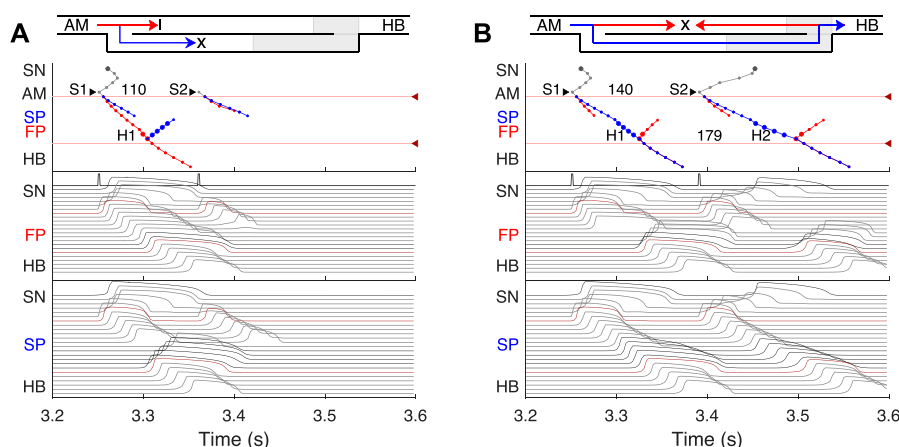 A
AM
HB
I
X
SN
AM
SP
FP
HB
S1
110
S2
H1
SN
FP
HB
SN
SP
HB
3.2
3.3
3.4
3.5
3.6
Time (s)
B
AM
HB
X
SN
AM
SP
FP
HB
S1
140
S2
H1
179
H2
SN
FP
HB
SN
SP
HB
3.2
3.3
3.4
3.5
3.6
Time (s)